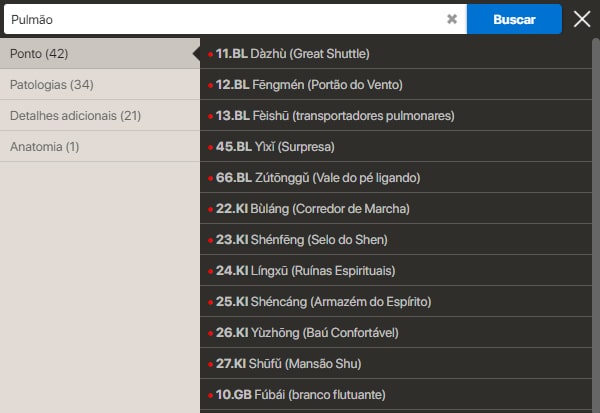 Pulmão
Buscar
Ponto (42)
Patologias (34)
Detalhes adicionais (21)
Anatomia (1)
11.BL Dàzhù (Great Shuttle)
12.BL Fēngmén (Portão do Vento)
13.BL Fèishū (transportadores pulmonares)
45.BL Yìxǐ (Surpresa)
66.BL Zútōnggǔ (Vale do pé ligando)
22.KI Bùláng (Corredor de Marcha)
23.KI Shénfēng (Selo do Shen)
24.KI Língxū (Ruínas Espirituais)
25.KI Shéncáng (Armazém do Espírito)
26.KI Yùzhōng (Baú Confortável)
27.KI Shūfǔ (Mansão Shu)
10.GB Fúbái (branco flutuante)